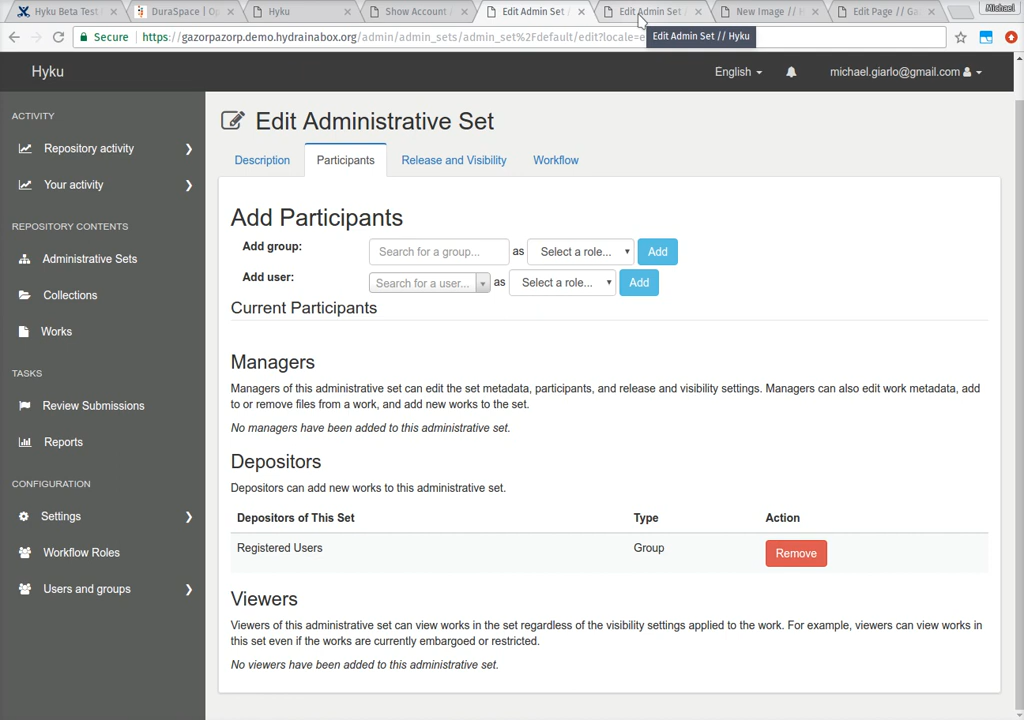 Hyku Beta Test
DuraSpace | Op
Hyku
Show Account
Edit Admin Set /
Edit Admin Set
New Image // H
Edit Page // Ga
Michael
Secure
https://gazorpazorp.demo.hydrainabox.org/admin/admin_sets/admin_set%2Fdefault/edit?locale=e
Edit Admin Set // Hyku
Hyku
English
michael.giarlo@gmail.com
ACTIVITY
Repository activity
Your activity
REPOSITORY CONTENTS
Administrative Sets
Collections
Works
TASKS
Review Submissions
Reports
CONFIGURATION
Settings
Workflow Roles
Users and groups
Edit Administrative Set
Description
Participants
Release and Visibility
Workflow
Add Participants
Add group: Search for a group... as Select a role... Add
Add user: Search for a user... as Select a role... Add
Current Participants
Managers
Managers of this administrative set can edit the set metadata, participants, and release and visibility settings. Managers can also edit work metadata, add
to or remove files from a work, and add new works to the set.
No managers have been added to this administrative set.
Depositors
Depositors can add new works to this administrative set.
Depositors of This Set Type Action
Registered Users Group Remove
Viewers
Viewers of this administrative set can view works in the set regardless of the visibility settings applied to the work. For example, viewers can view works in
this set even if the works are currently embargoed or restricted.
No viewers have been added to this administrative set.